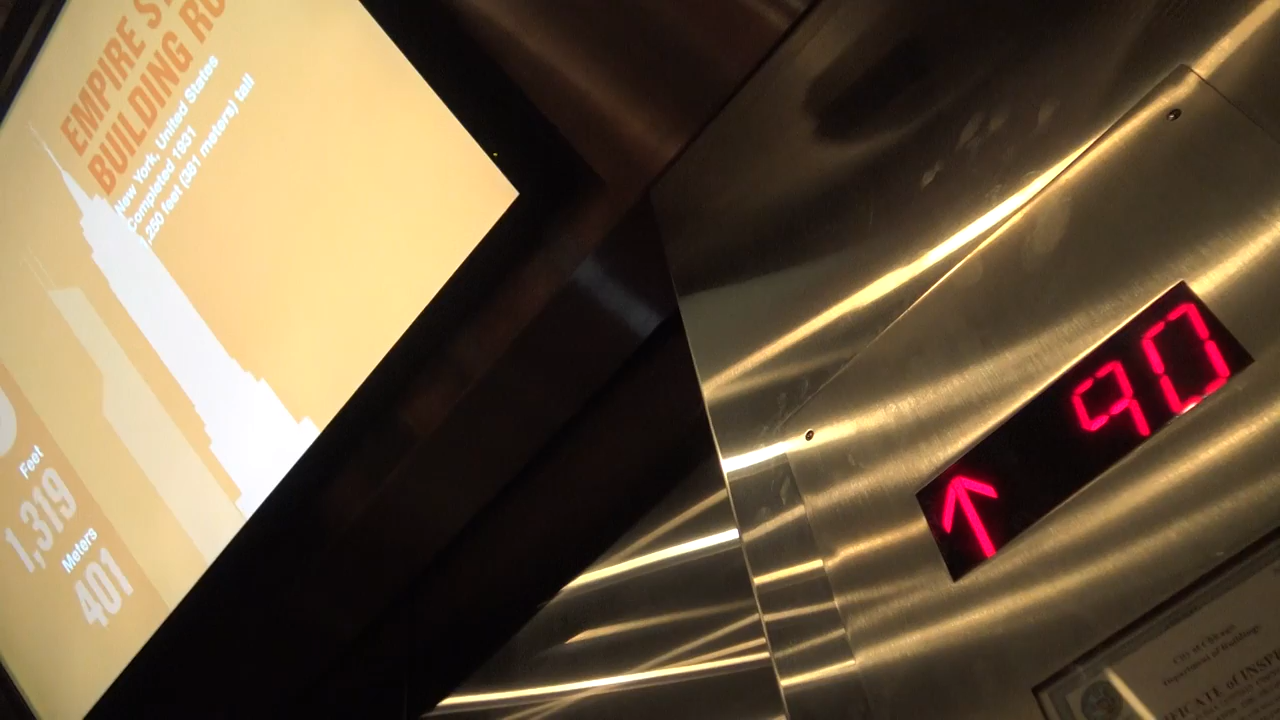 EMPIRE
BUILDING
New York, United States
Completed 1931
250 feet (381 meters) tall
Feet
1,319
Meters
401
90
City of Chicago
Department of Buildings
of